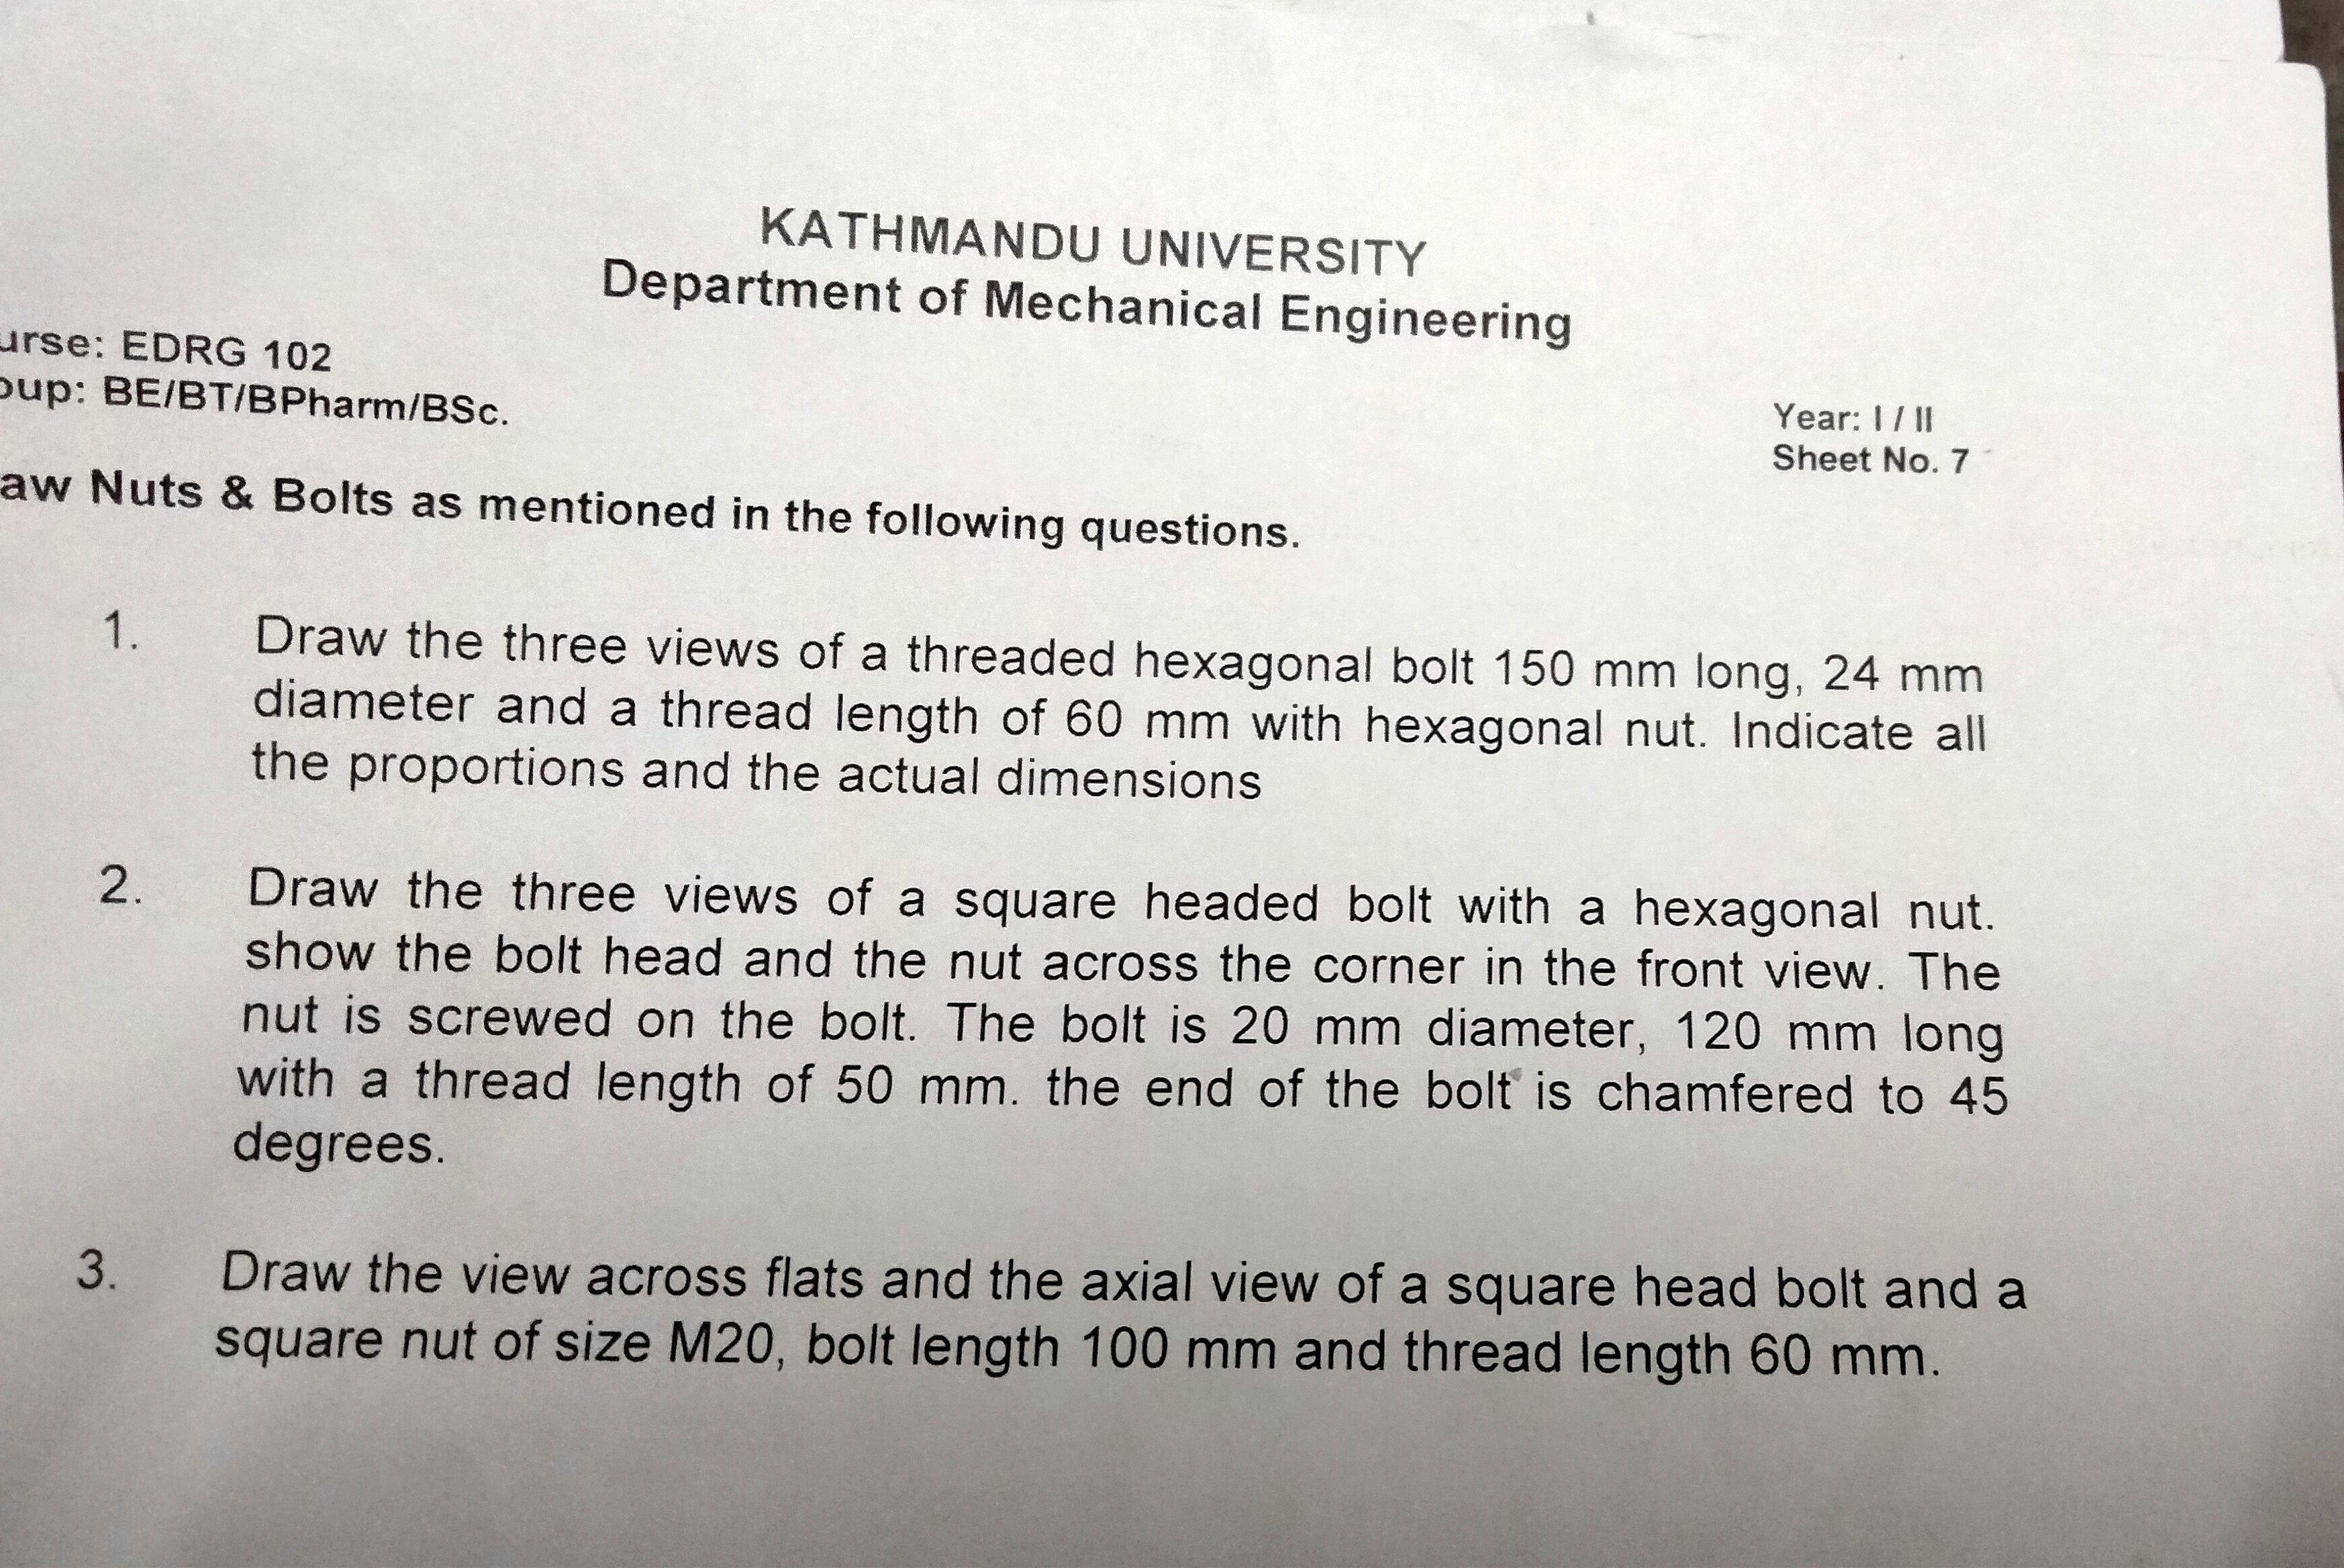 KATHMANDU UNIVERSITY
Department of Mechanical Engineering
urse: EDRG 102
oup: BE/BT/BPharm/BSc.
Year: I / II
Sheet No. 7
aw Nuts & Bolts as mentioned in the following questions.
1. Draw the three views of a threaded hexagonal bolt 150 mm long, 24 mm
diameter and a thread length of 60 mm with hexagonal nut. Indicate all
the proportions and the actual dimensions
2. Draw the three views of a square headed bolt with a hexagonal nut.
show the bolt head and the nut across the corner in the front view. The
nut is screwed on the bolt. The bolt is 20 mm diameter, 120 mm long
with a thread length of 50 mm. the end of the bolt is chamfered to 45
degrees.
3. Draw the view across flats and the axial view of a square head bolt and a
square nut of size M20, bolt length 100 mm and thread length 60 mm.